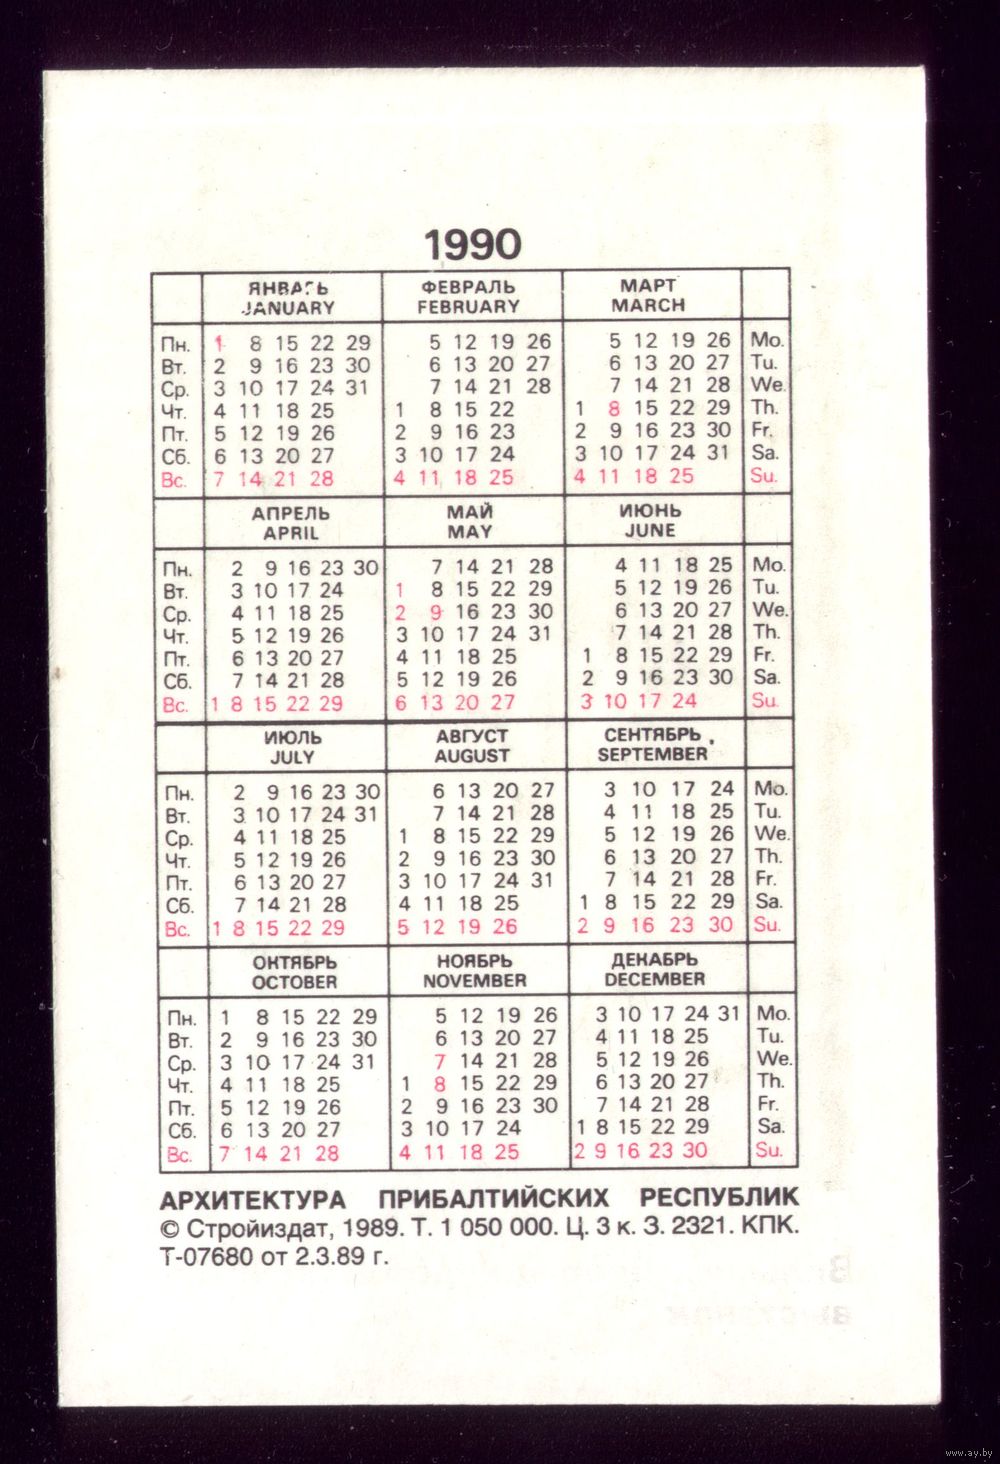 1990
ЯНВАРЬ ФЕВРАЛЬ МАРТ
JANUARY FEBRUARY MARCH
Пн. 1 8 15 22 29 5 12 19 26 5 12 19 26 Mo.
Вт. 2 9 16 23 30 6 13 20 27 6 13 20 27 Tu.
Ср. 3 10 17 24 31 7 14 21 28 7 14 21 28 We.
Чт. 4 11 18 25 1 8 15 22 1 8 15 22 29 Th.
Пт. 5 12 19 26 2 9 16 23 2 9 16 23 30 Fr.
Сб. 6 13 20 27 3 10 17 24 3 10 17 24 31 Sa.
Вс. 7 14 21 28 4 11 18 25 4 11 18 25 Su.
АПРЕЛЬ МАЙ ИЮНЬ
APRIL MAY JUNE
Пн. 2 9 16 23 30 7 14 21 28 4 11 18 25 Mo.
Вт. 3 10 17 24 1 8 15 22 29 5 12 19 26 Tu.
Ср. 4 11 18 25 2 9 16 23 30 6 13 20 27 We.
Чт. 5 12 19 26 3 10 17 24 31 7 14 21 28 Th.
Пт. 6 13 20 27 4 11 18 25 1 8 15 22 29 Fr.
Сб. 7 14 21 28 5 12 19 26 2 9 16 23 30 Sa.
Вс. 1 8 15 22 29 6 13 20 27 3 10 17 24 Su.
ИЮЛЬ АВГУСТ СЕНТЯБРЬ
JULY AUGUST SEPTEMBER
Пн. 2 9 16 23 30 6 13 20 27 3 10 17 24 Mo.
Вт. 3 10 17 24 31 7 14 21 28 4 11 18 25 Tu.
Ср. 4 11 18 25 1 8 15 22 29 5 12 19 26 We.
Чт. 5 12 19 26 2 9 16 23 30 6 13 20 27 Th.
Пт. 6 13 20 27 3 10 17 24 31 7 14 21 28 Fr.
Сб. 7 14 21 28 4 11 18 25 1 8 15 22 29 Sa.
Вс. 1 8 15 22 29 5 12 19 26 2 9 16 23 30 Su.
ОКТЯБРЬ НОЯБРЬ ДЕКАБРЬ
OCTOBER NOVEMBER DECEMBER
Пн. 1 8 15 22 29 5 12 19 26 3 10 17 24 31 Mo.
Вт. 2 9 16 23 30 6 13 20 27 4 11 18 25 Tu.
Ср. 3 10 17 24 31 7 14 21 28 5 12 19 26 We.
Чт. 4 11 18 25 1 8 15 22 29 6 13 20 27 Th.
Пт. 5 12 19 26 2 9 16 23 30 7 14 21 28 Fr.
Сб. 6 13 20 27 3 10 17 24 1 8 15 22 29 Sa.
Вс. 7 14 21 28 4 11 18 25 2 9 16 23 30 Su.
АРХИТЕКТУРА ПРИБАЛТИЙСКИХ РЕСПУБЛИК
© Стройиздат, 1989. Т. 1 050 000. Ц. 3 к. З. 2321. КПК.
Т-07680 от 2.3.89 г.
www.ay.by